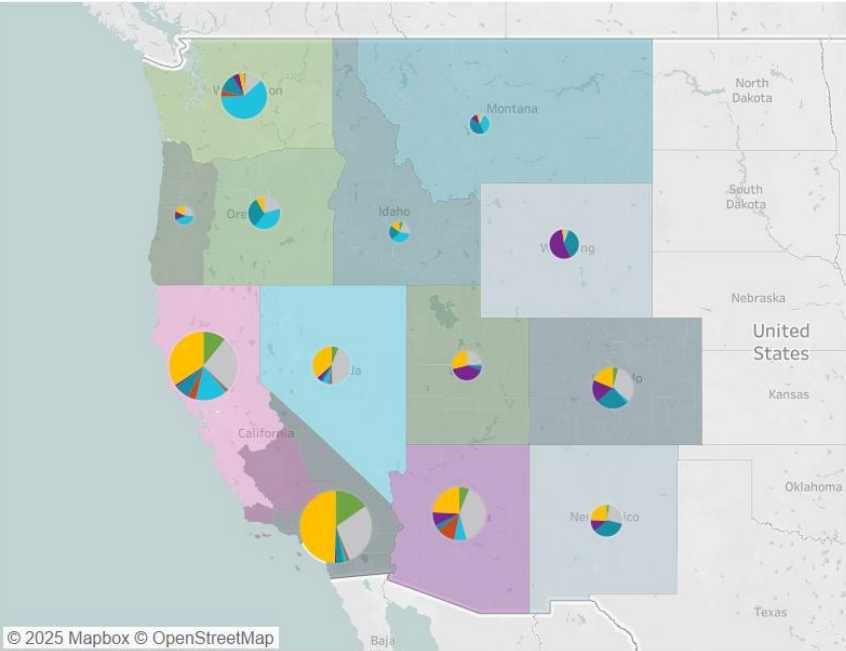 North
Dakota
Montana
South
Dakota
Idaho
Nebraska
United
States
Kansas
California
Oklahoma
Texas
Baja
© 2025 Mapbox © OpenStreetMap